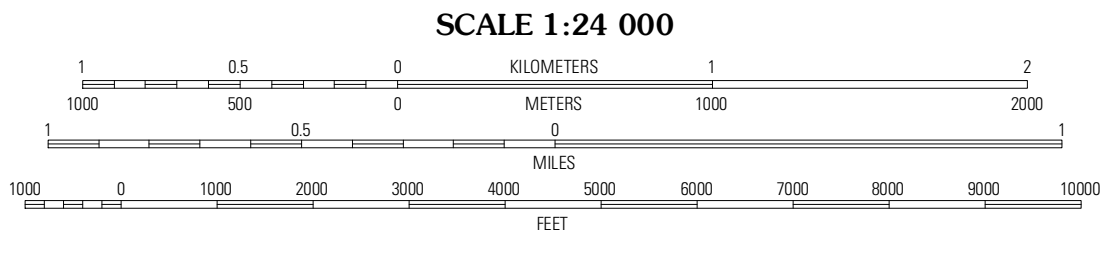 SCALE 1:24 000
1 0.5 0 KILOMETERS 1 2
1000 500 0 METERS 1000 2000
1 0.5 0 1
MILES
1000 0 1000 2000 3000 4000 5000 6000 7000 8000 9000 10000
FEET